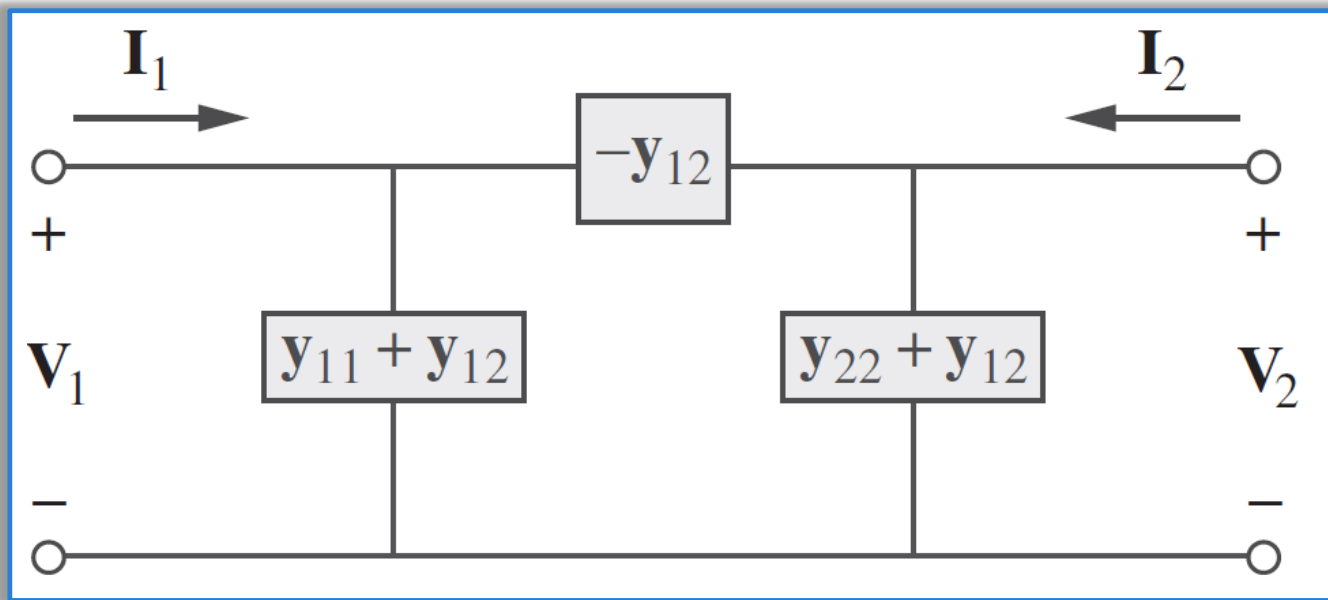 I₁
I₂
−y₁₂
+
+
y₁₁ + y₁₂
y₂₂ + y₁₂
V₁
V₂
−
−